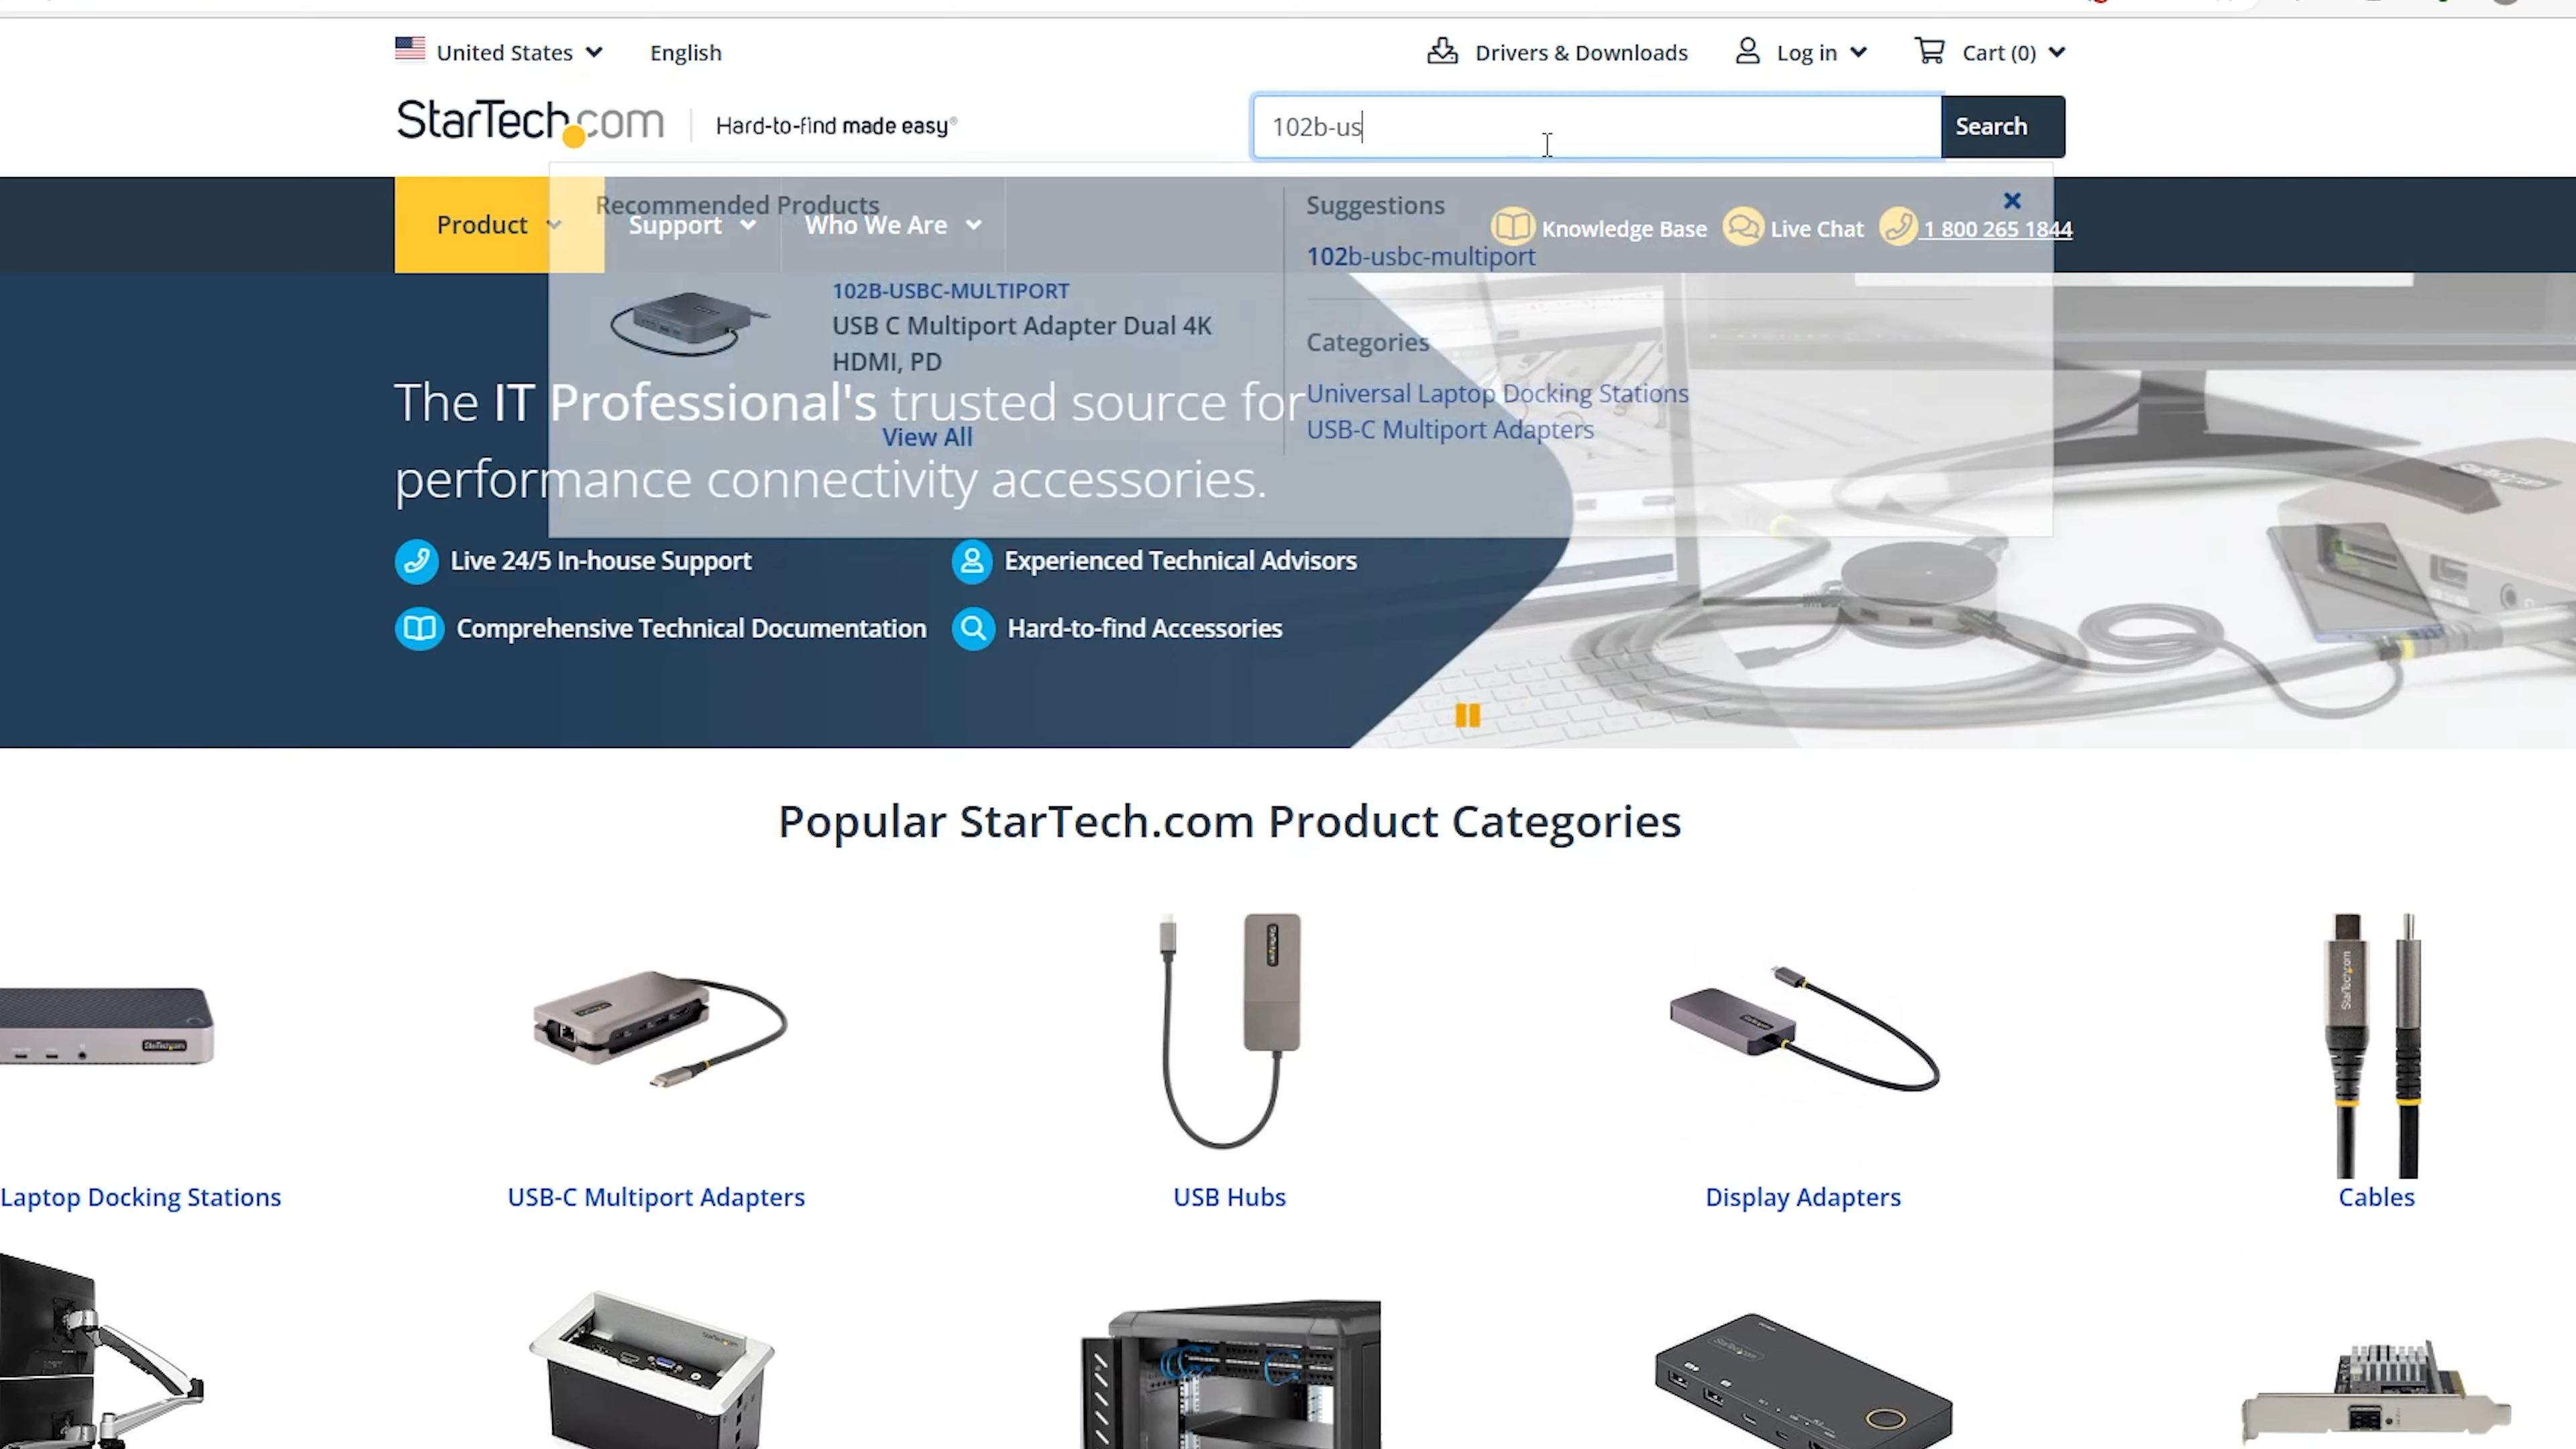 United States
English
Drivers & Downloads
Log in
Cart (0)
StarTech.com
Hard-to-find made easy®
102b-us
Search
Product
Support
Who We Are
Knowledge Base
Live Chat
1 800 265 1844
Recommended Products
102B-USBC-MULTIPORT
USB C Multiport Adapter Dual 4K
HDMI, PD
View All
Suggestions
102b-usbc-multiport
Categories
Universal Laptop Docking Stations
USB-C Multiport Adapters
The IT Professional's trusted source for
performance connectivity accessories.
Live 24/5 In-house Support
Experienced Technical Advisors
Comprehensive Technical Documentation
Hard-to-find Accessories
Popular StarTech.com Product Categories
StarTech.com
StarTech.com
Laptop Docking Stations
USB-C Multiport Adapters
USB Hubs
Display Adapters
Cables